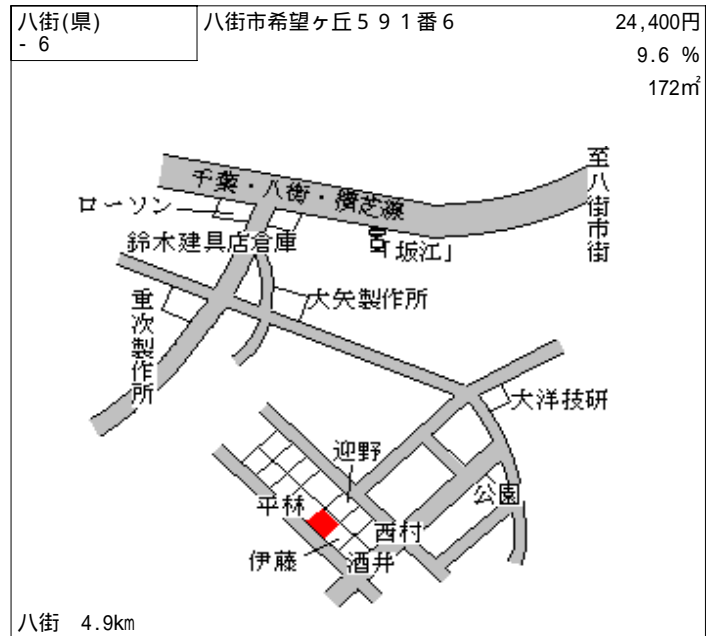 八街(県)
- 6
八街市希望ヶ丘５９１番６
24,400円
9.6 %
172㎡
至八街市街
千葉・八街・横芝線
ローソン
鈴木建具店倉庫
「坂江」
大矢製作所
重次製作所
大洋技研
迎野
公園
平林
西村
伊藤
酒井
八街 4.9km